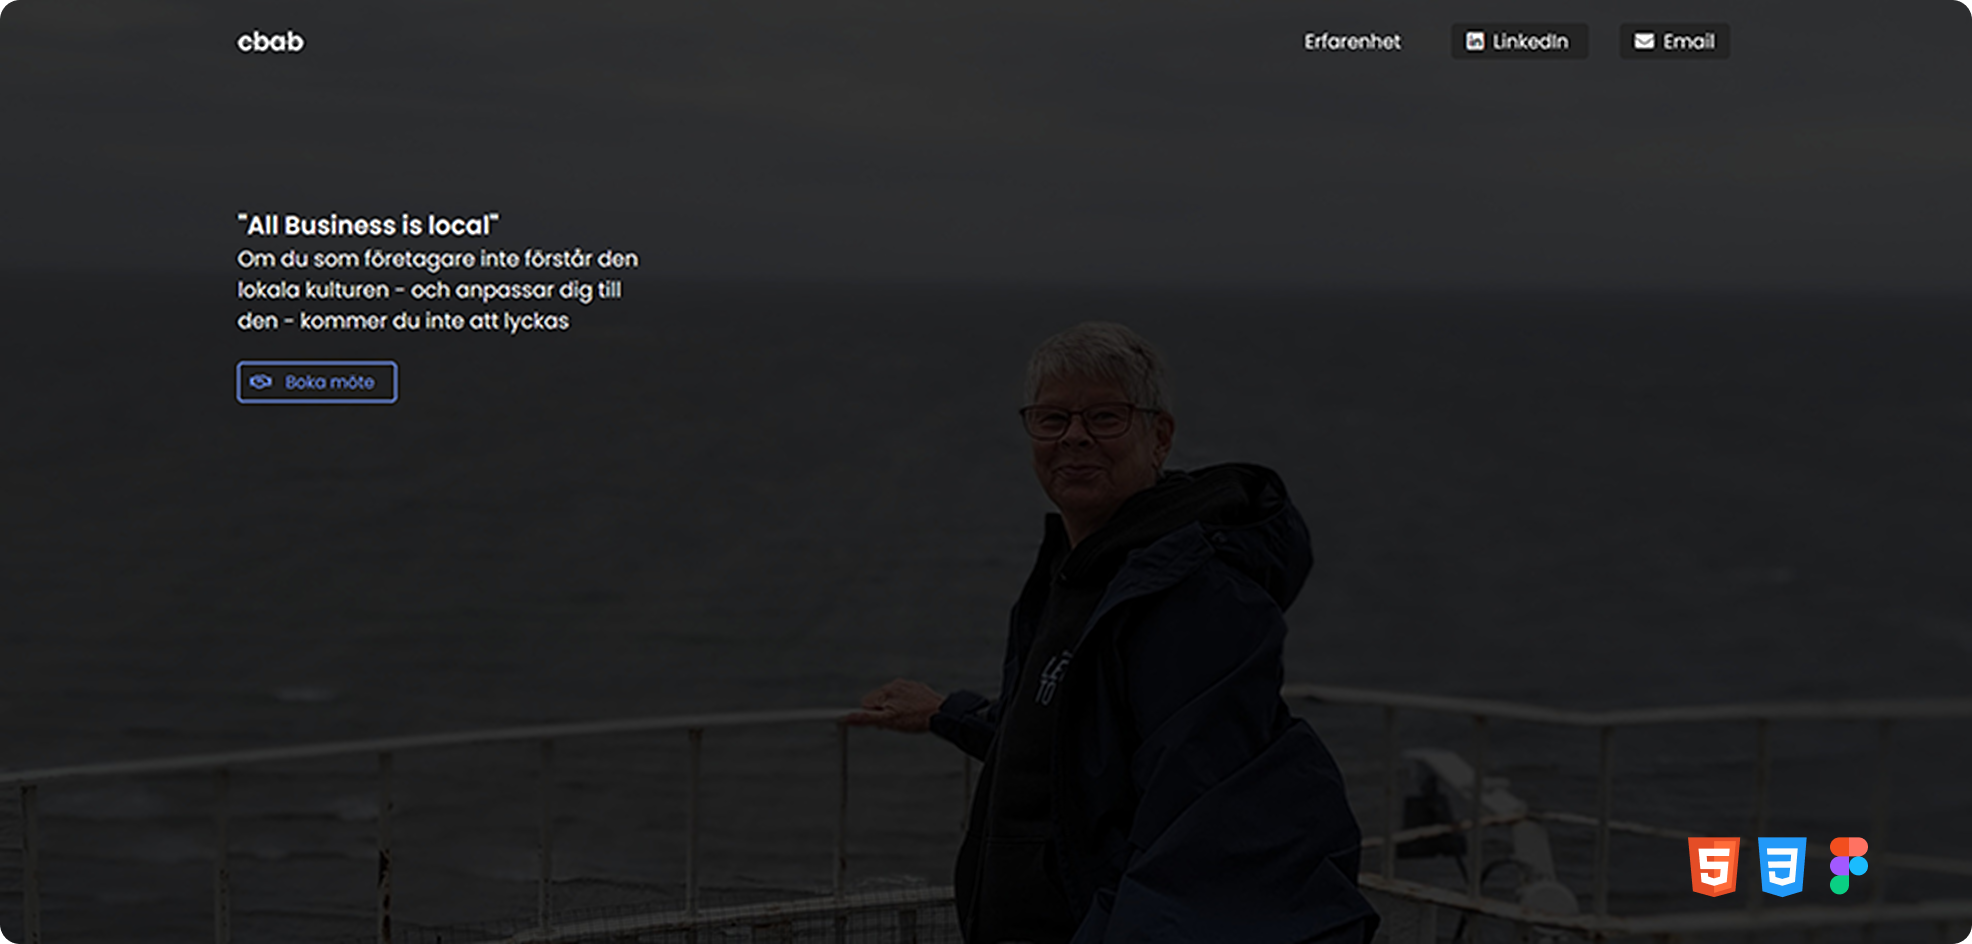 cbab
Erfarenhet
LinkedIn
Email
"All Business is local"
Om du som företagare inte förstår den
lokala kulturen - och anpassar dig till
den - kommer du inte att lyckas
Boka möte